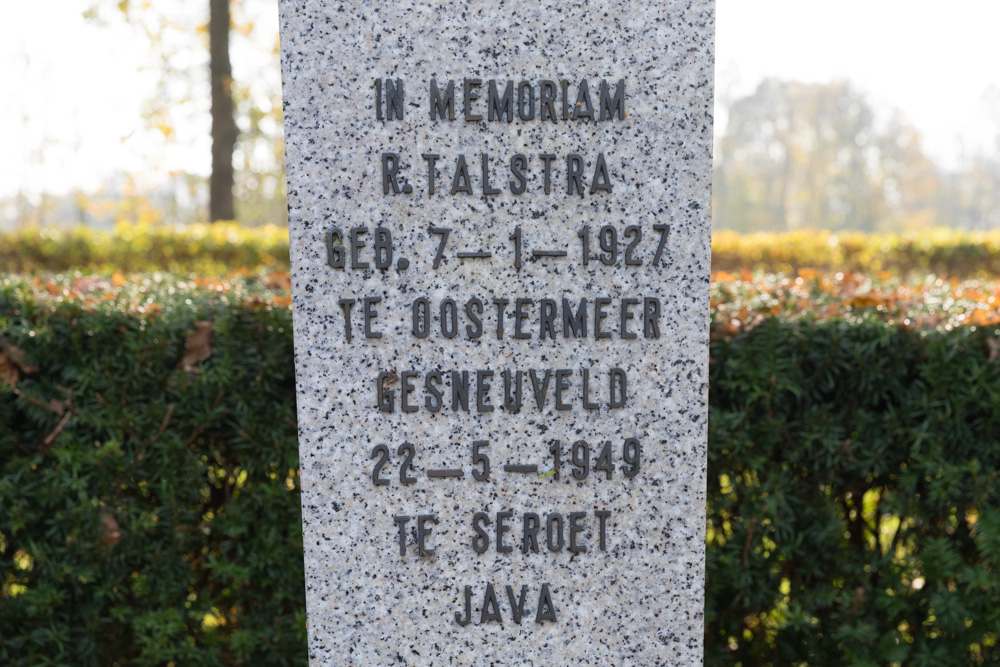 IN MEMORIAM
R. TALSTRA
GEB. 7-1-1927
TE OOSTERMEER
GESNEUVELD
22-5-1949
TE SEROET
JAVA